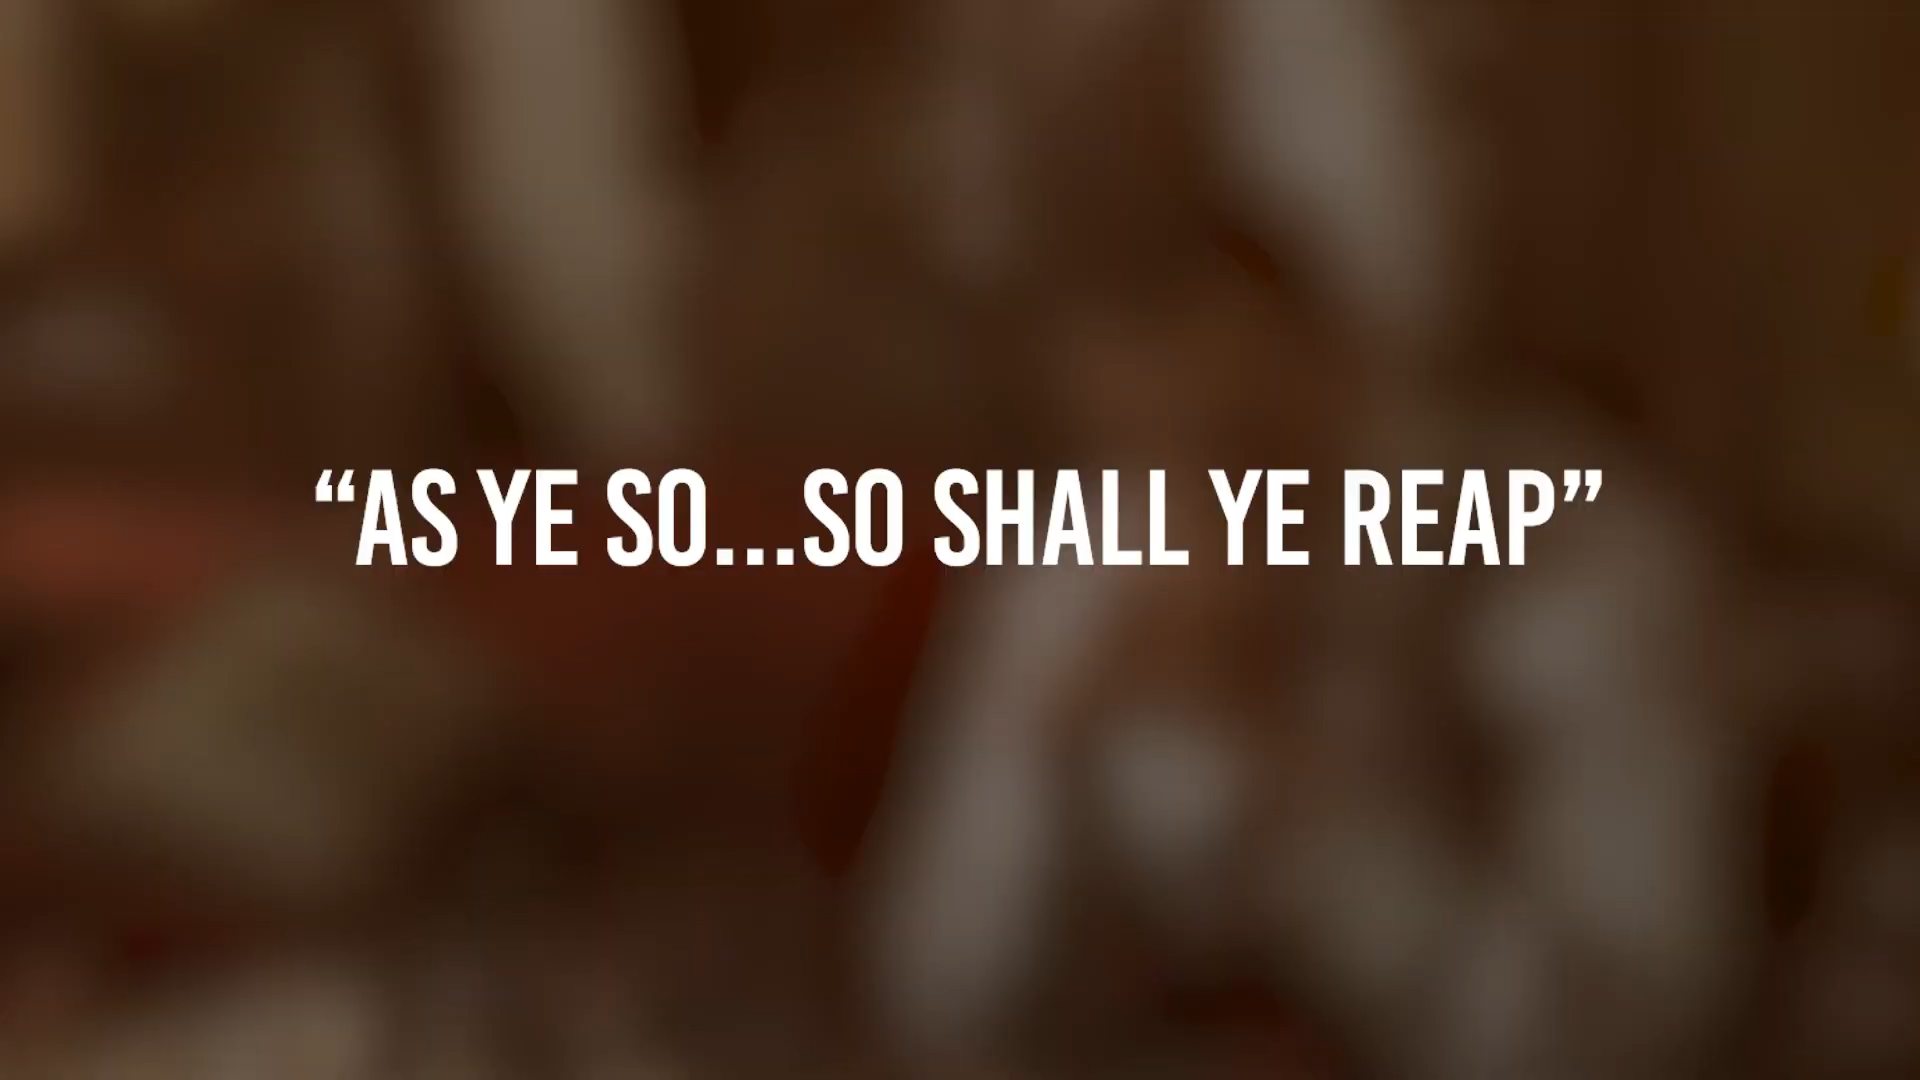 “AS YE SO...SO SHALL YE REAP”